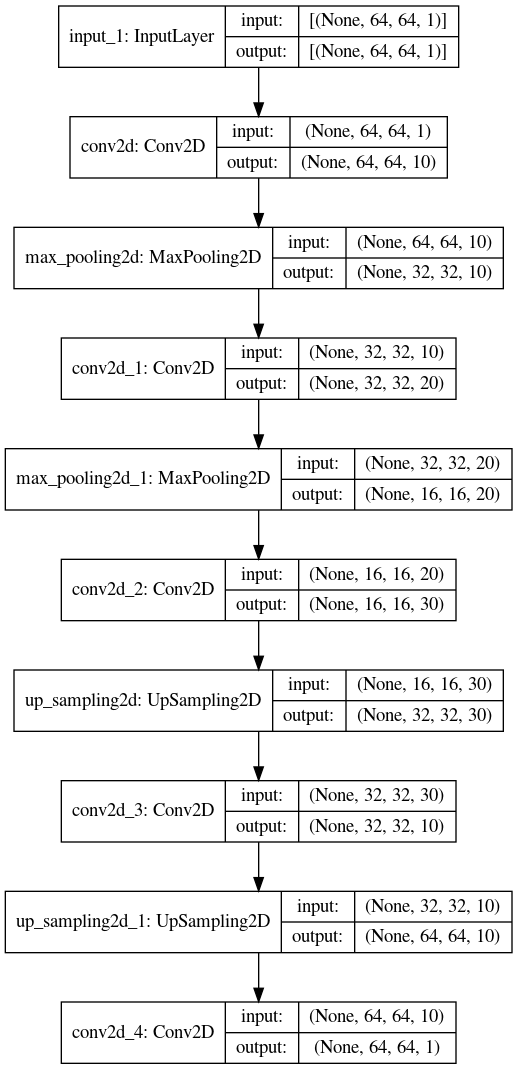 input_1: InputLayer
input: [(None, 64, 64, 1)]
output: [(None, 64, 64, 1)]
conv2d: Conv2D
input: (None, 64, 64, 1)
output: (None, 64, 64, 10)
max_pooling2d: MaxPooling2D
input: (None, 64, 64, 10)
output: (None, 32, 32, 10)
conv2d_1: Conv2D
input: (None, 32, 32, 10)
output: (None, 32, 32, 20)
max_pooling2d_1: MaxPooling2D
input: (None, 32, 32, 20)
output: (None, 16, 16, 20)
conv2d_2: Conv2D
input: (None, 16, 16, 20)
output: (None, 16, 16, 30)
up_sampling2d: UpSampling2D
input: (None, 16, 16, 30)
output: (None, 32, 32, 30)
conv2d_3: Conv2D
input: (None, 32, 32, 30)
output: (None, 32, 32, 10)
up_sampling2d_1: UpSampling2D
input: (None, 32, 32, 10)
output: (None, 64, 64, 10)
conv2d_4: Conv2D
input: (None, 64, 64, 10)
output: (None, 64, 64, 1)